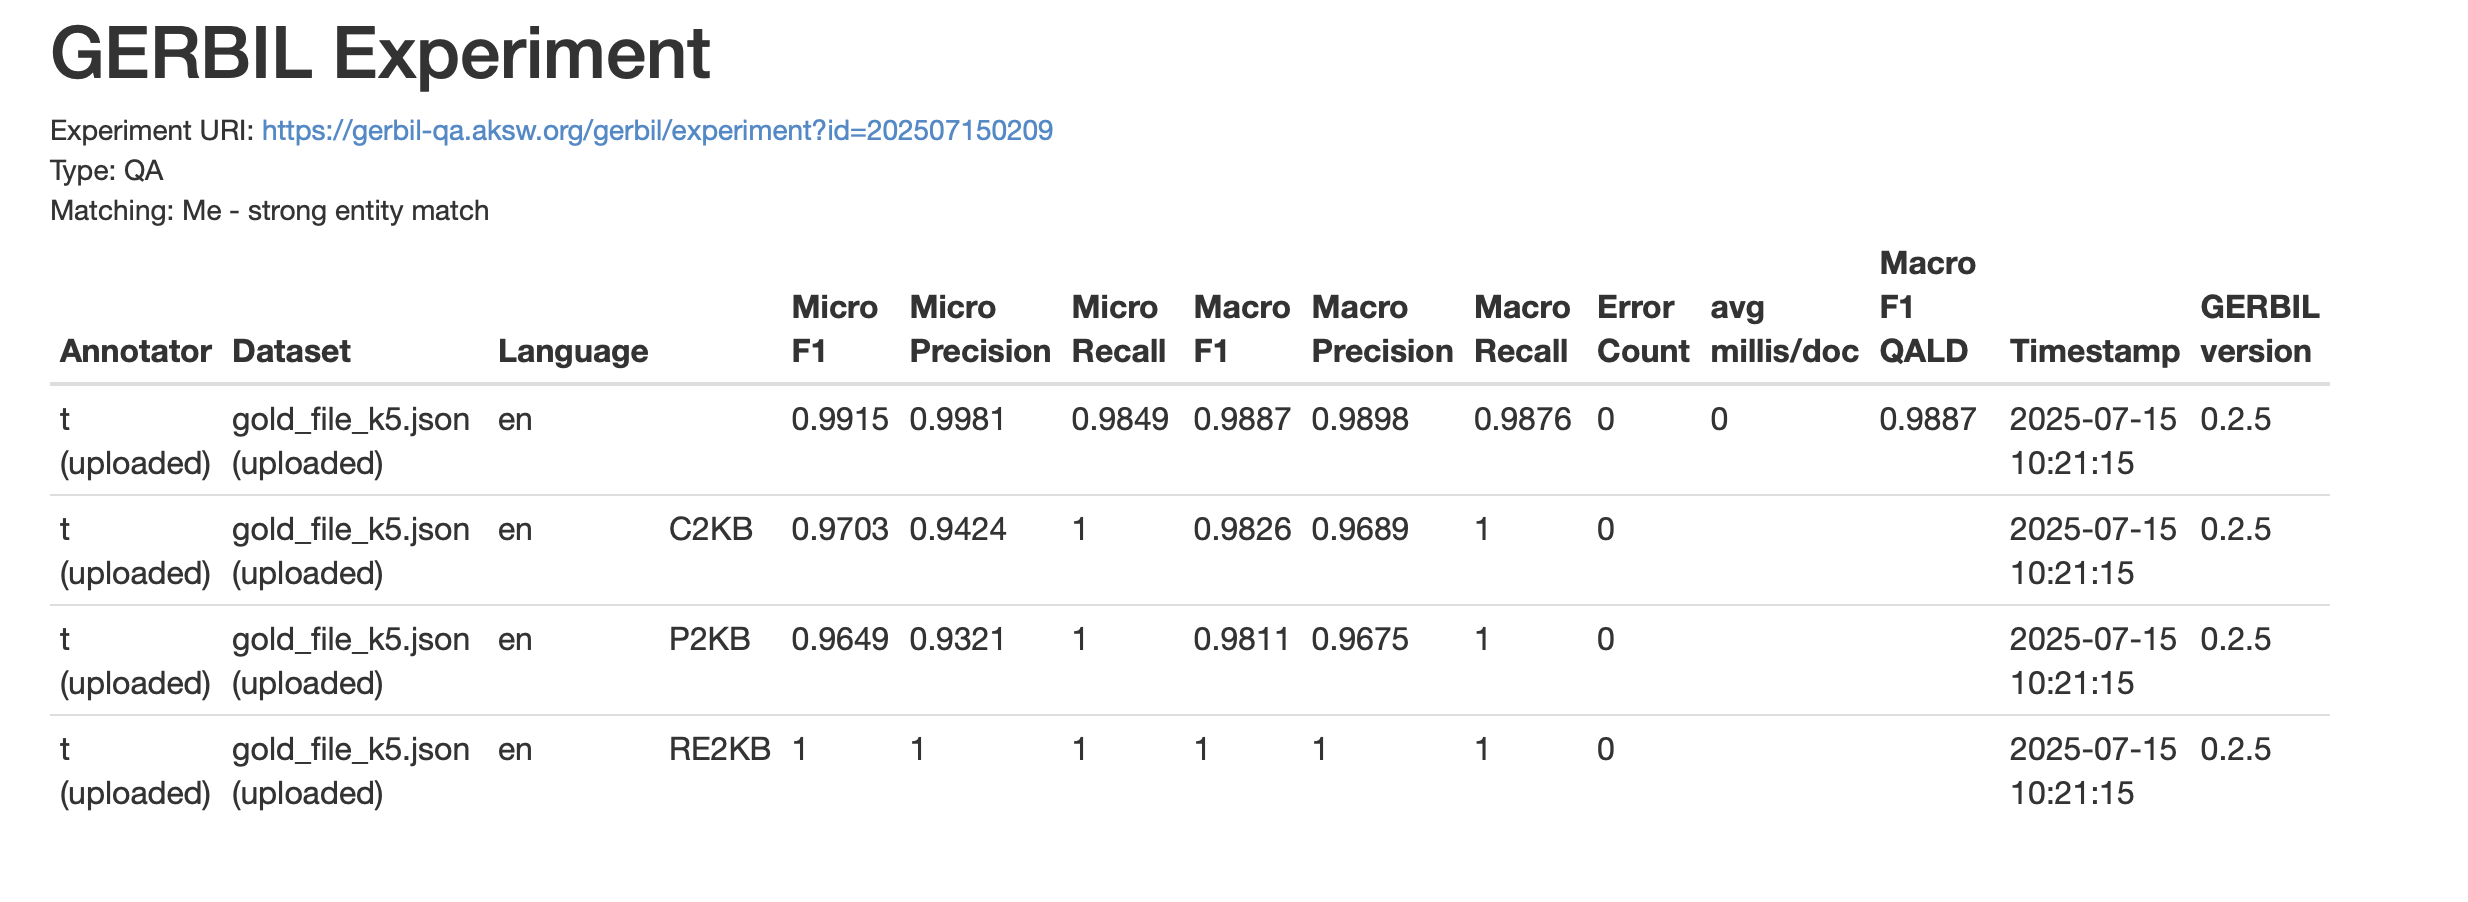 GERBIL Experiment
Experiment URI: https://gerbil-qa.aksw.org/gerbil/experiment?id=202507150209
Type: QA
Matching: Me - strong entity match
Annotator Dataset Language Micro F1 Micro Precision Micro Recall Macro F1 Macro Precision Macro Recall Error Count avg millis/doc Macro F1 QALD Timestamp GERBIL version
t gold_file_k5.json en 0.9915 0.9981 0.9849 0.9887 0.9898 0.9876 0 0 0.9887 2025-07-15 0.2.5
(uploaded) (uploaded) 10:21:15
t gold_file_k5.json en C2KB 0.9703 0.9424 1 0.9826 0.9689 1 0 2025-07-15 0.2.5
(uploaded) (uploaded) 10:21:15
t gold_file_k5.json en P2KB 0.9649 0.9321 1 0.9811 0.9675 1 0 2025-07-15 0.2.5
(uploaded) (uploaded) 10:21:15
t gold_file_k5.json en RE2KB 1 1 1 1 1 1 0 2025-07-15 0.2.5
(uploaded) (uploaded) 10:21:15